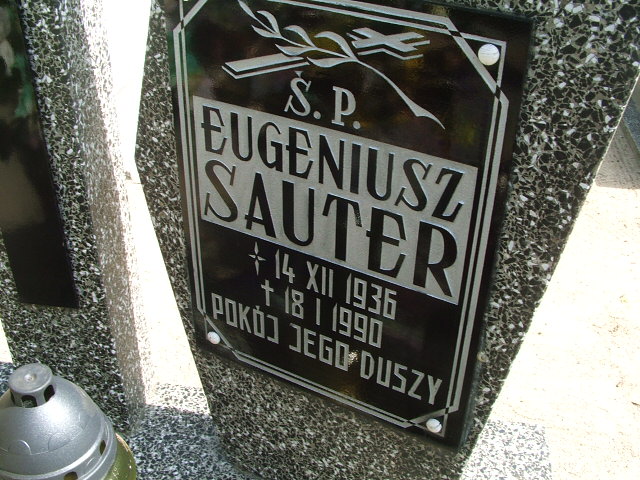 Ś. P.
EUGENIUSZ
SAUTER
✶ 14 XII 1936
✝ 18 I 1990
POKÓJ JEGO DUSZY